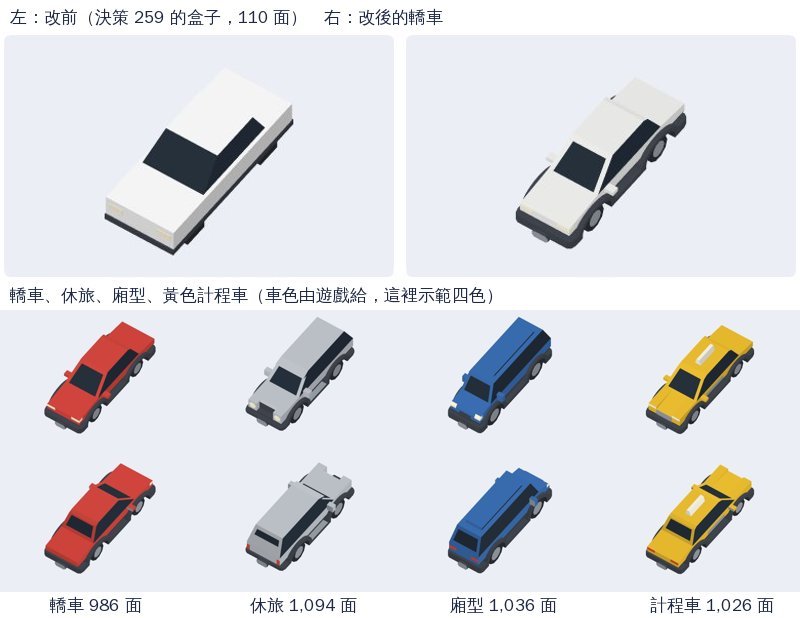 左：改前（決策 259 的盒子，110 面） 右：改後的轎車
轎車、休旅、廂型、黃色計程車（車色由遊戲給，這裡示範四色）
轎車 986 面 休旅 1,094 面 廂型 1,036 面 計程車 1,026 面